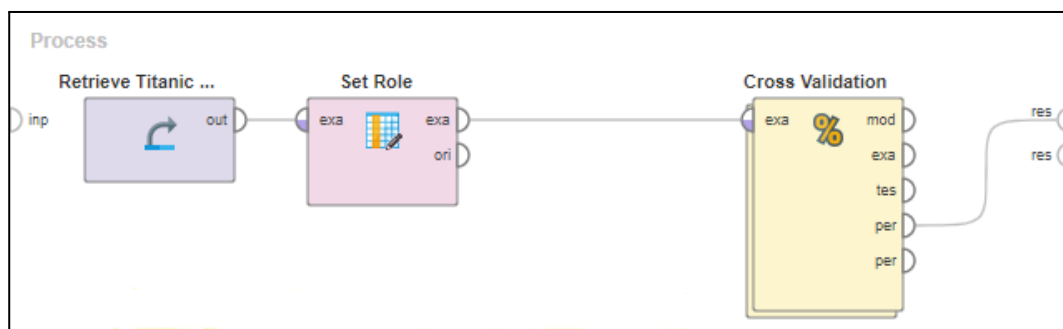 Process
Retrieve Titanic ...
Set Role
Cross Validation
inp
out
exa
exa
ori
exa
mod
exa
tes
per
per
res
res